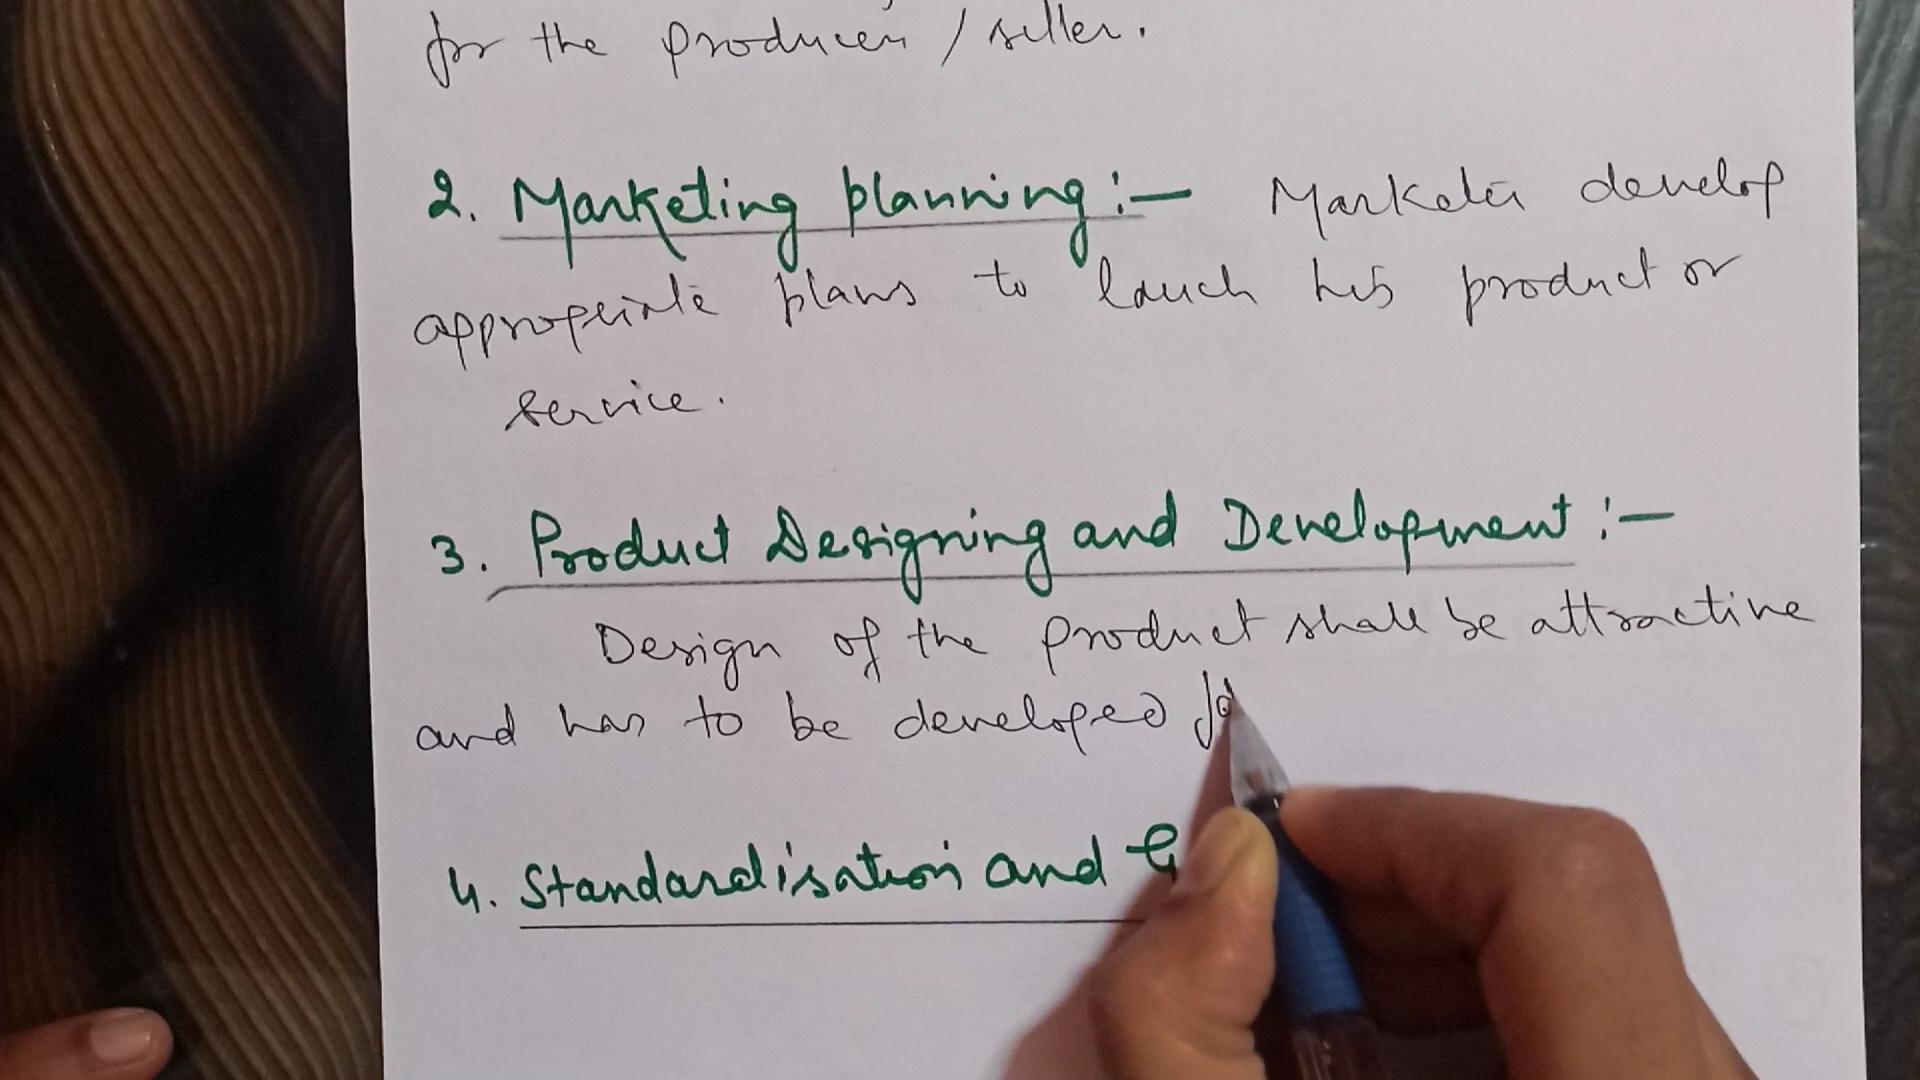 for the producer / seller.
2. Marketing planning :- Marketer develop
appropriate plans to lauch his product or
service.
3. Product Designing and Development :-
Design of the product shall be attractive
and has to be developed fo
4. Standardisation and G